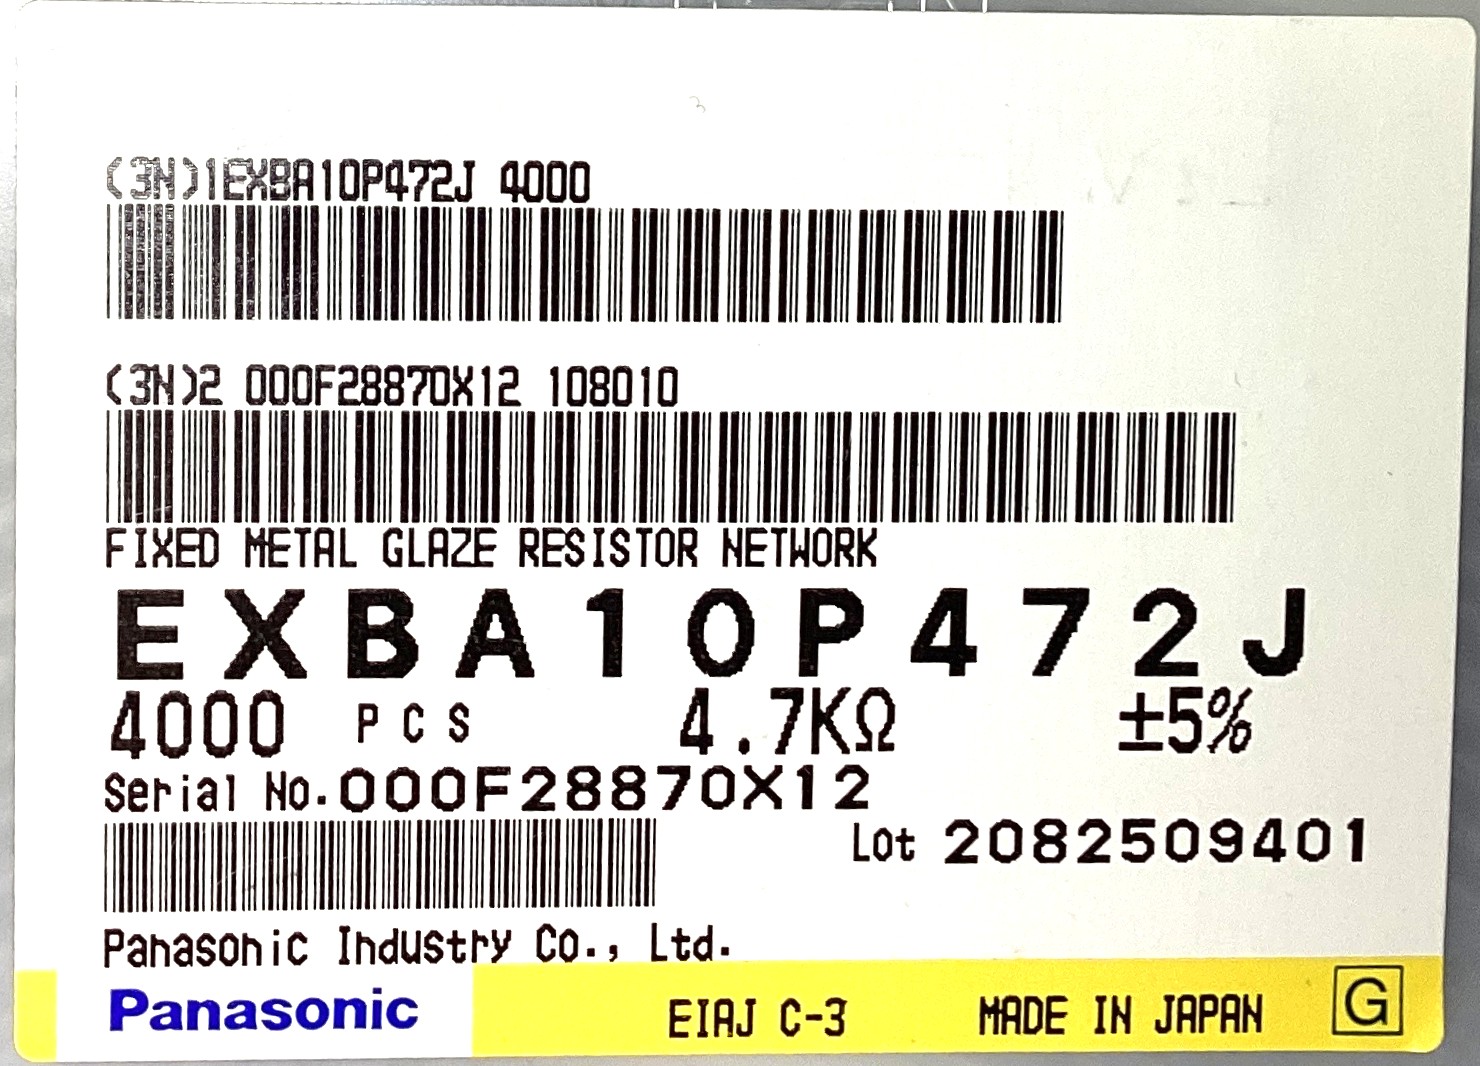 (3N)1EXBA10P472J 4000
(3N)2 000F28870X12 108010
FIXED METAL GLAZE RESISTOR NETWORK
EXBA10P472J
4000 PCS 4.7KΩ ±5%
Serial No.000F28870X12
Lot 2082509401
Panasonic Industry Co., Ltd.
Panasonic EIAJ C-3 MADE IN JAPAN G